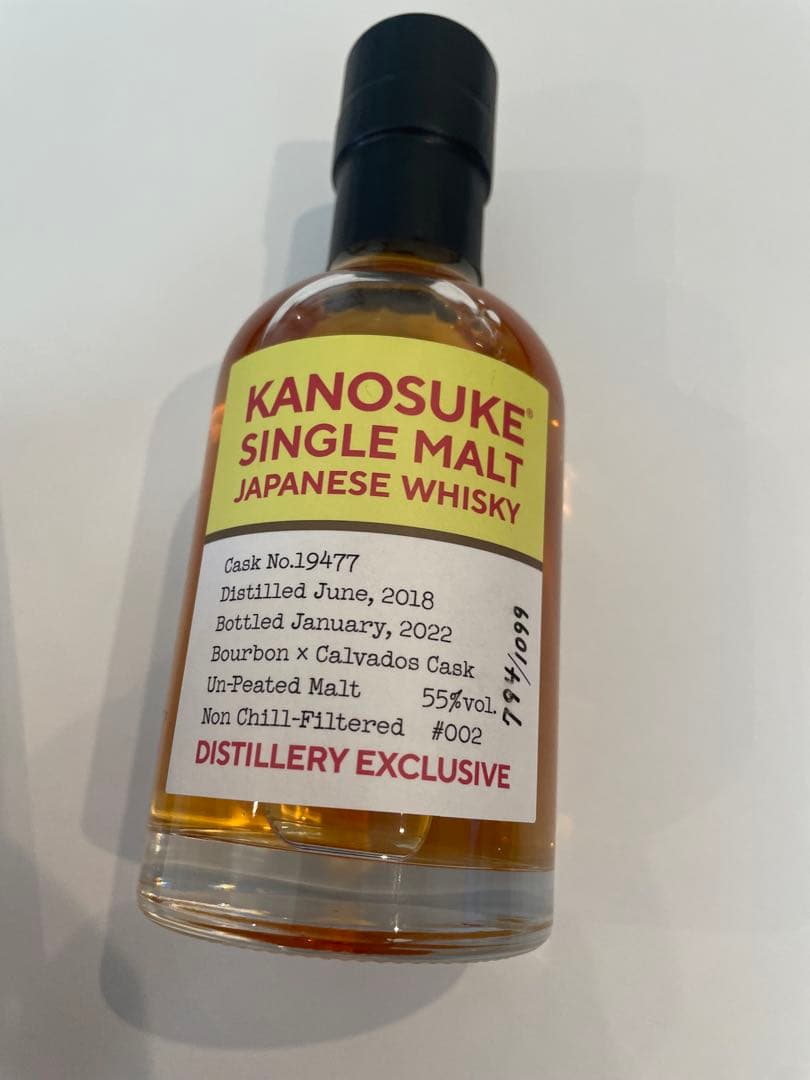 KANOSUKE®
SINGLE MALT
JAPANESE WHISKY
Cask No.19477
Distilled June, 2018
Bottled January, 2022
Bourbon × Calvados Cask
Un-Peated Malt 55%vol.
Non Chill-Filtered #002
794/1099
DISTILLERY EXCLUSIVE